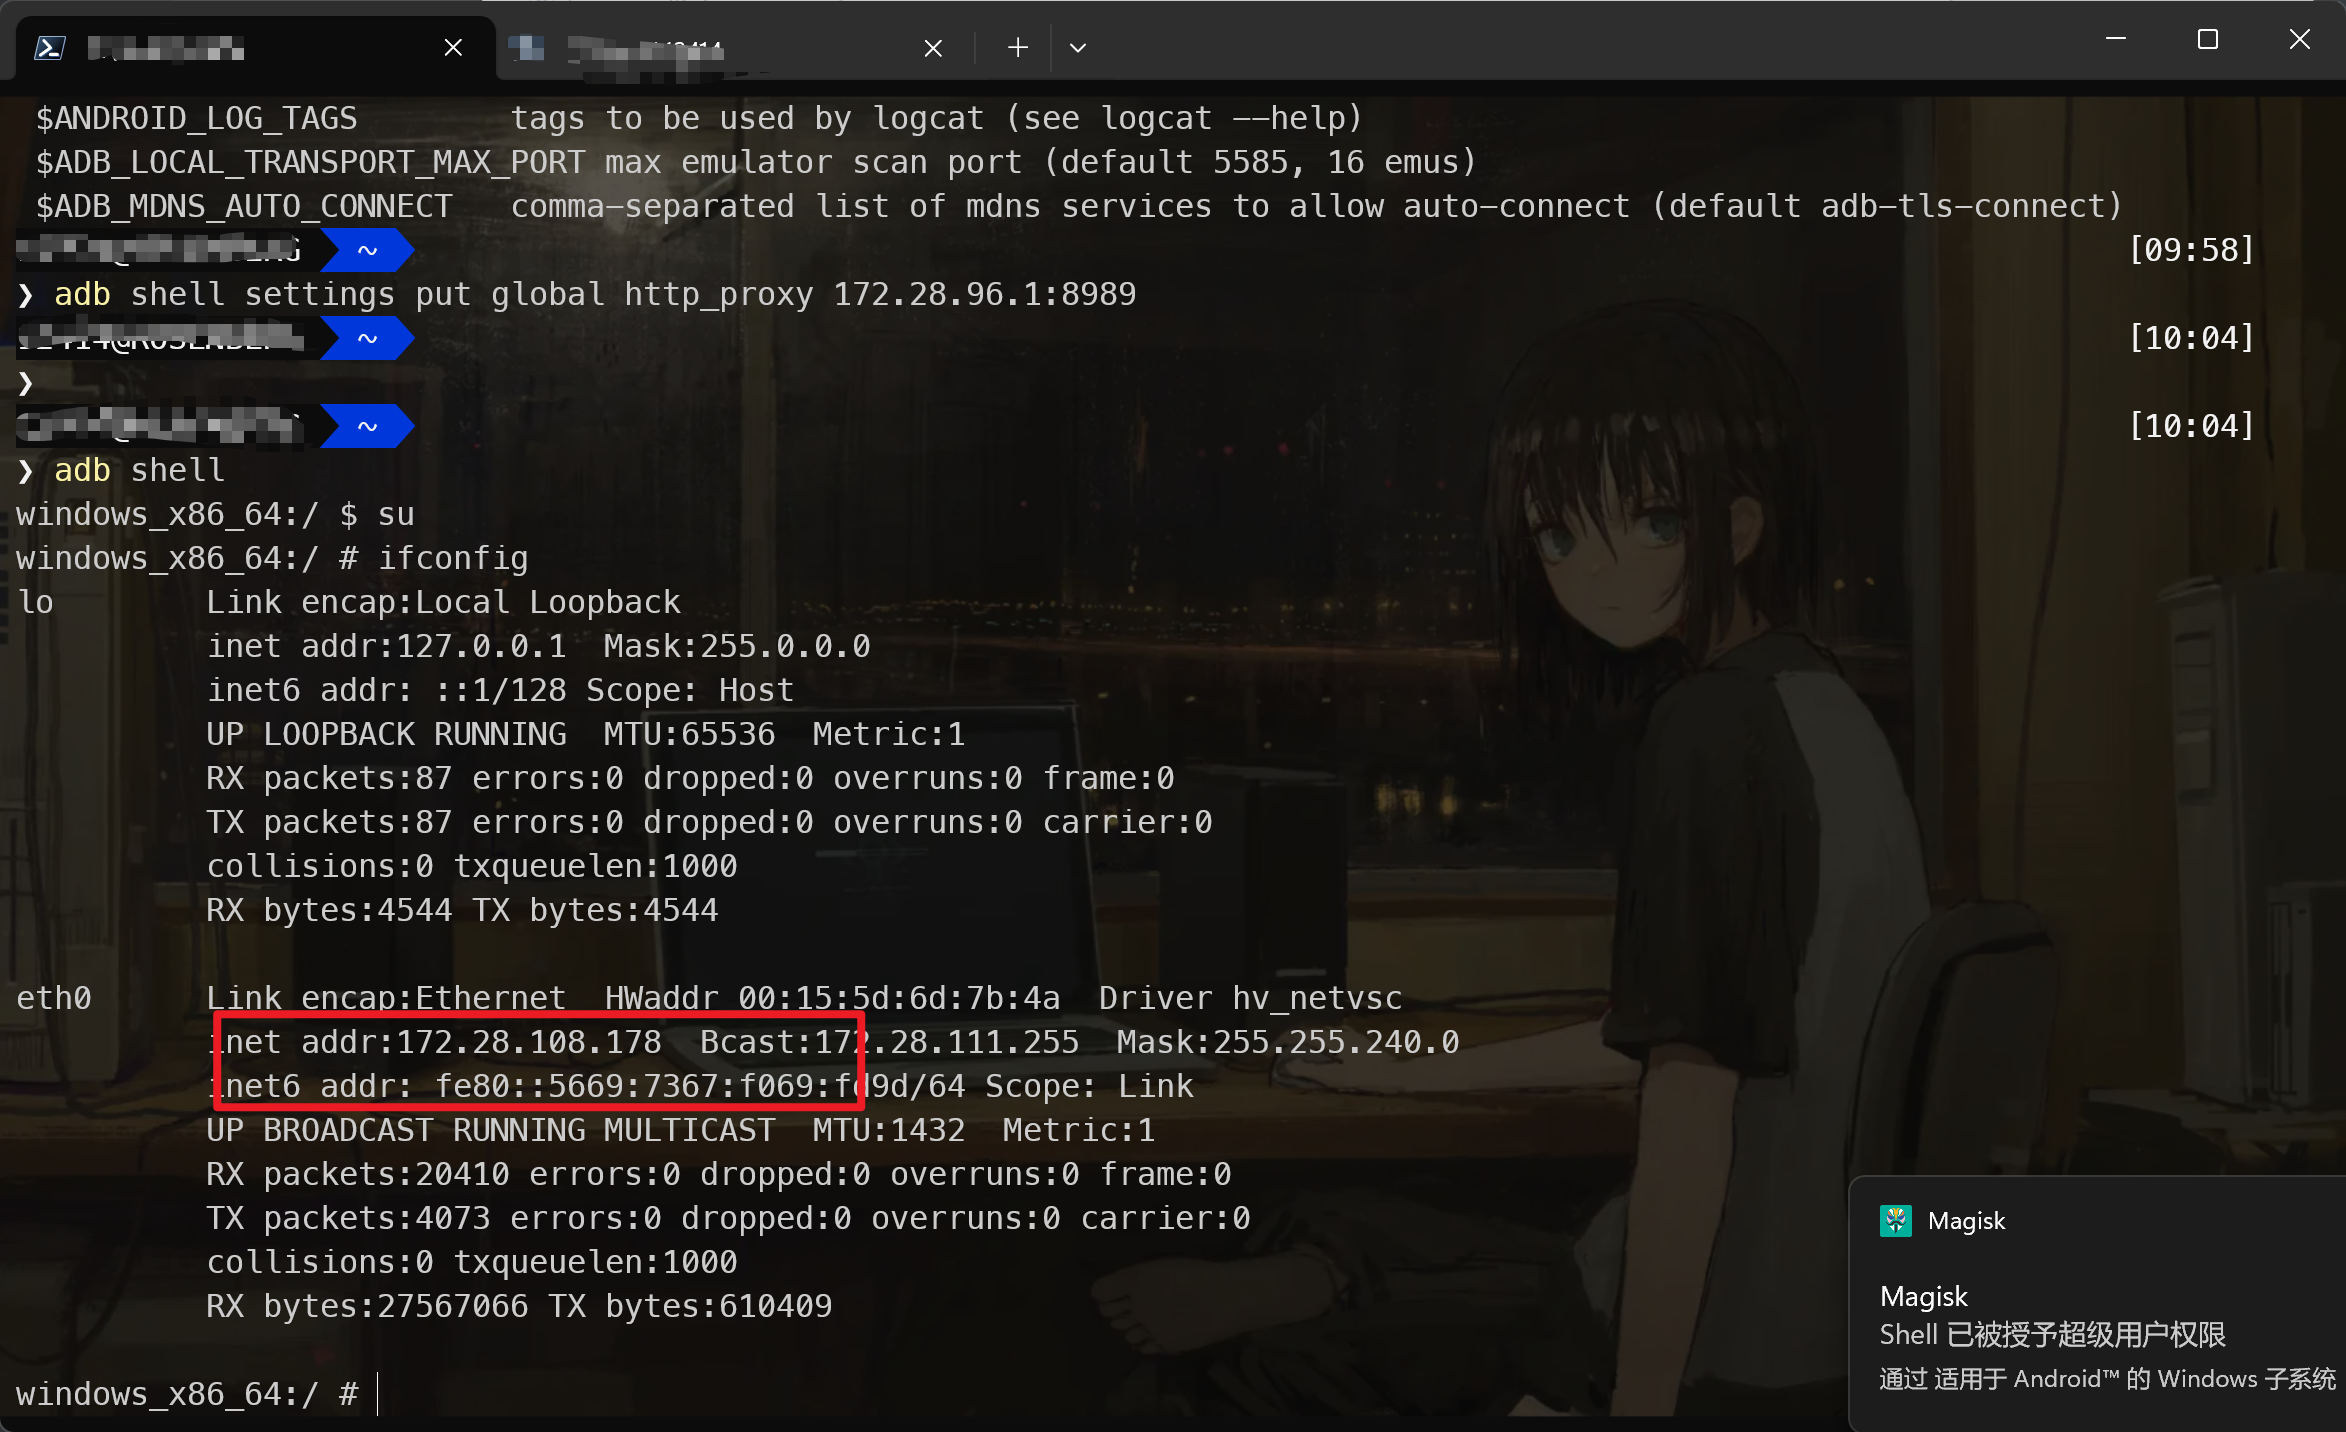 $ANDROID_LOG_TAGS        tags to be used by logcat (see logcat --help)
$ADB_LOCAL_TRANSPORT_MAX_PORT max emulator scan port (default 5585, 16 emus)
$ADB_MDNS_AUTO_CONNECT   comma-separated list of mdns services to allow auto-connect (default adb-tls-connect)
~ [09:58]
❯ adb shell settings put global http_proxy 172.28.96.1:8989
~ [10:04]
❯
~ [10:04]
❯ adb shell
windows_x86_64:/ $ su
windows_x86_64:/ # ifconfig
lo        Link encap:Local Loopback
inet addr:127.0.0.1  Mask:255.0.0.0
inet6 addr: ::1/128 Scope: Host
UP LOOPBACK RUNNING  MTU:65536  Metric:1
RX packets:87 errors:0 dropped:0 overruns:0 frame:0
TX packets:87 errors:0 dropped:0 overruns:0 carrier:0
collisions:0 txqueuelen:1000
RX bytes:4544 TX bytes:4544
eth0      Link encap:Ethernet  HWaddr 00:15:5d:6d:7b:4a  Driver hv_netvsc
inet addr:172.28.108.178  Bcast:172.28.111.255  Mask:255.255.240.0
inet6 addr: fe80::5669:7367:f069:fd9d/64 Scope: Link
UP BROADCAST RUNNING MULTICAST  MTU:1432  Metric:1
RX packets:20410 errors:0 dropped:0 overruns:0 frame:0
TX packets:4073 errors:0 dropped:0 overruns:0 carrier:0
collisions:0 txqueuelen:1000
RX bytes:27567066 TX bytes:610409
windows_x86_64:/ #
Magisk
Magisk
Shell 已被授予超级用户权限
通过 适用于 Android™ 的 Windows 子系统